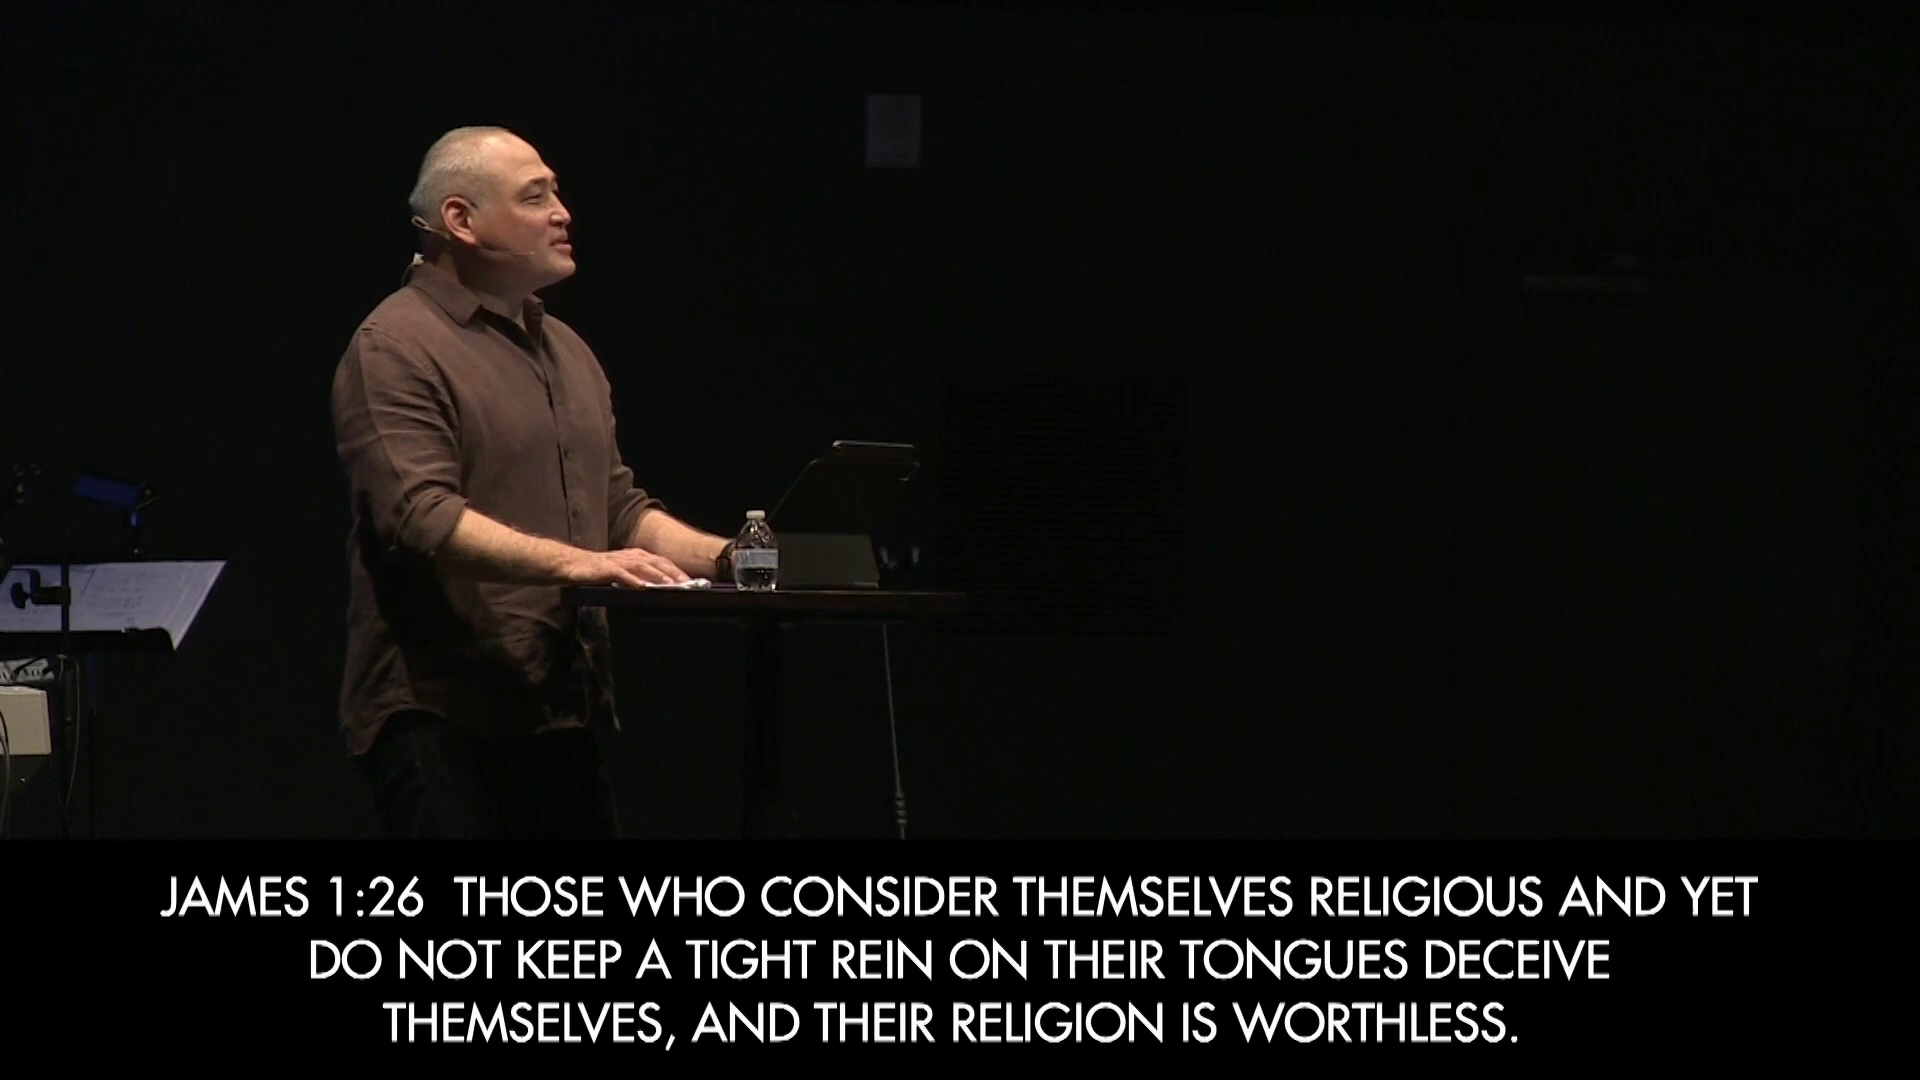 JAMES 1:26  THOSE WHO CONSIDER THEMSELVES RELIGIOUS AND YET
DO NOT KEEP A TIGHT REIN ON THEIR TONGUES DECEIVE
THEMSELVES, AND THEIR RELIGION IS WORTHLESS.